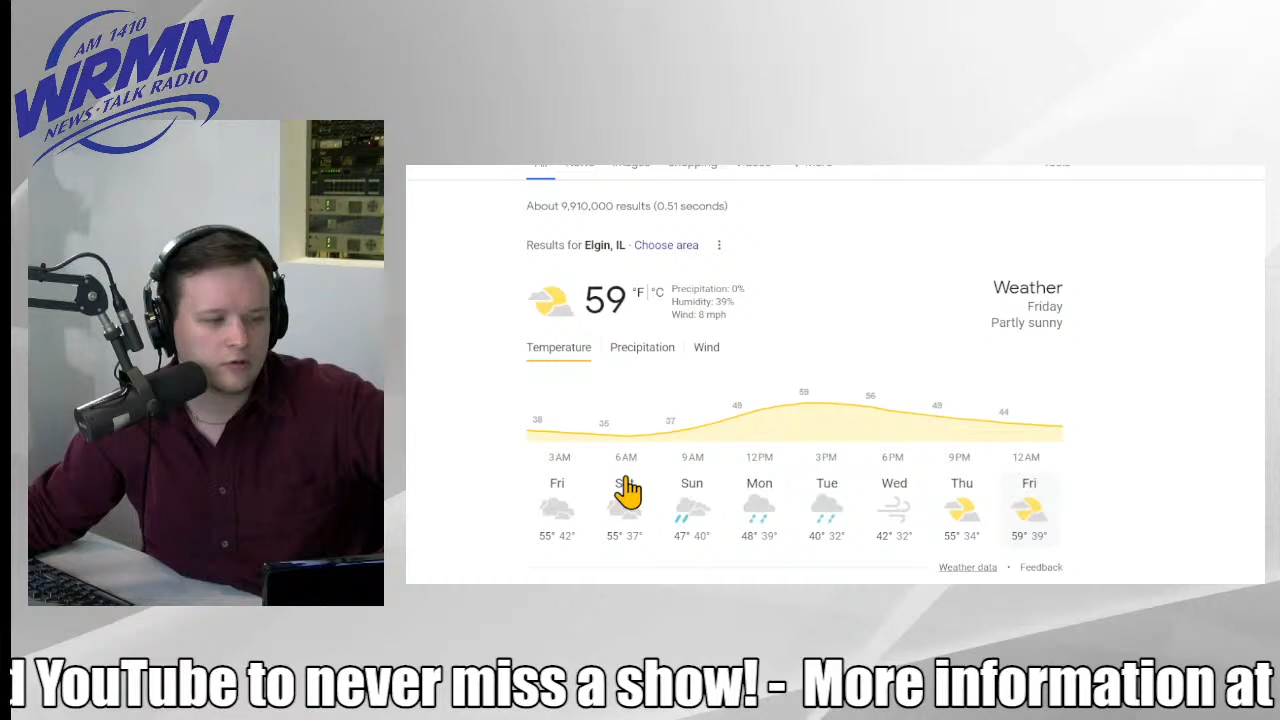 AM 1410
WRMN
NEWS·TALK RADIO
About 9,910,000 results (0.51 seconds)
Results for Elgin, IL · Choose area
59 °F | °C
Precipitation: 0%
Humidity: 39%
Wind: 8 mph
Weather
Friday
Partly sunny
Temperature Precipitation Wind
38 35 37 49 59 56 49 44
3 AM 6 AM 9 AM 12 PM 3 PM 6 PM 9 PM 12 AM
Fri Sun Mon Tue Wed Thu Fri
55° 42° 55° 37° 47° 40° 48° 39° 40° 32° 42° 32° 55° 34° 59° 39°
Weather data • Feedback
YouTube to never miss a show! - More information at